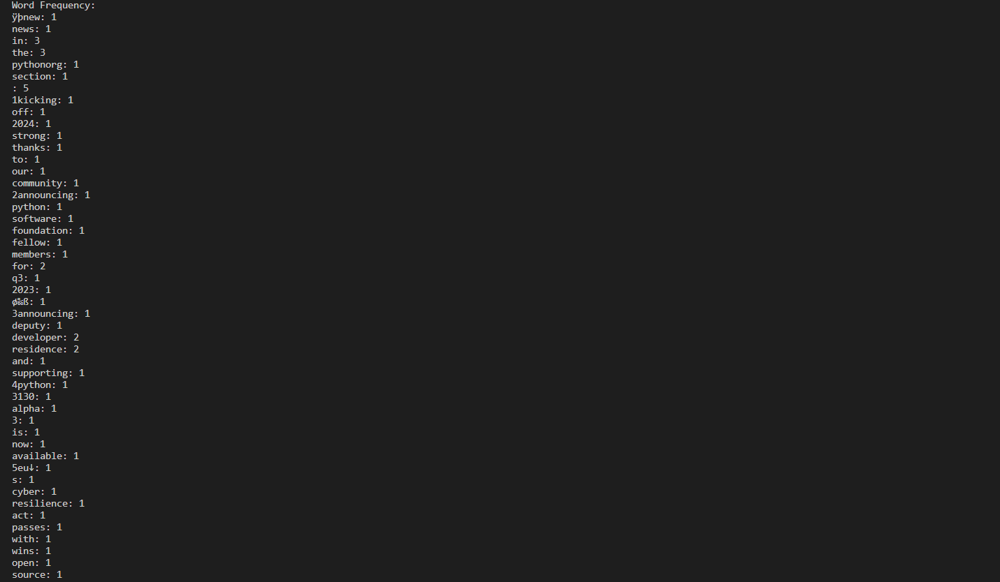 Word Frequency:
ÿþnew: 1
news: 1
in: 3
the: 3
pythonorg: 1
section: 1
: 5
1kicking: 1
off: 1
2024: 1
strong: 1
thanks: 1
to: 1
our: 1
community: 1
2announcing: 1
python: 1
software: 1
foundation: 1
fellow: 1
members: 1
for: 2
q3: 1
2023: 1
ø‰ß: 1
3announcing: 1
deputy: 1
developer: 2
residence: 2
and: 1
supporting: 1
4python: 1
3130: 1
alpha: 1
3: 1
is: 1
now: 1
available: 1
5eu↓: 1
s: 1
cyber: 1
resilience: 1
act: 1
passes: 1
with: 1
wins: 1
open: 1
source: 1